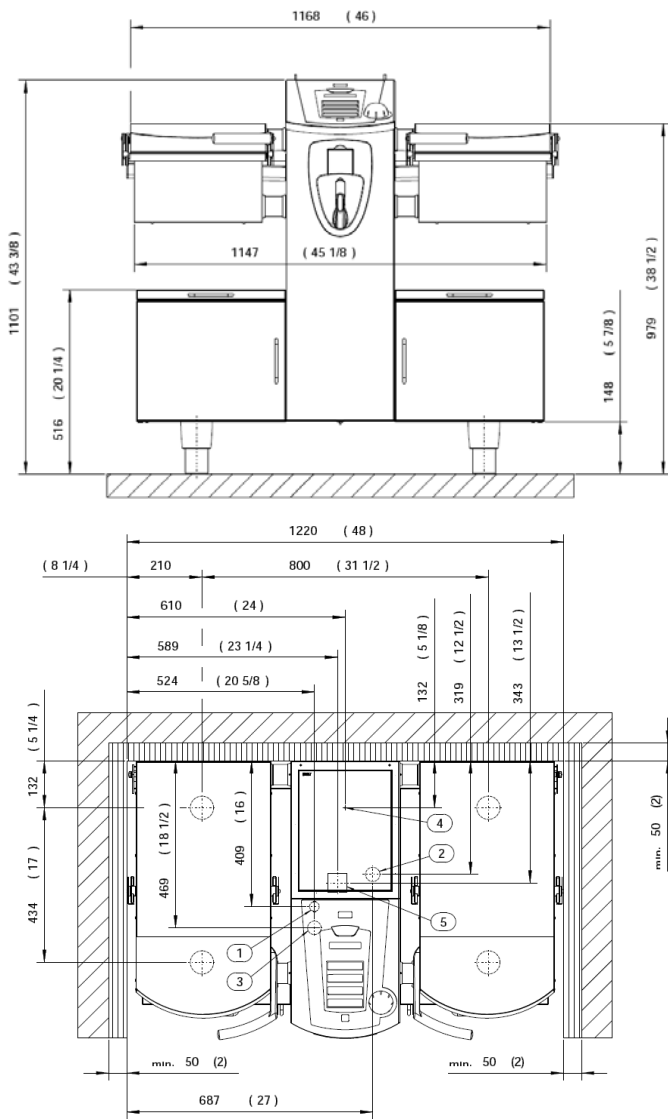 1168 ( 46 )
1101 ( 43 3/8 )
979 ( 38 1/2 )
1147 ( 45 1/8 )
516 ( 20 1/4 )
148 ( 5 7/8 )
1220 ( 48 )
( 8 1/4 ) 210 800 ( 31 1/2 )
610 ( 24 )
589 ( 23 1/4 )
524 ( 20 5/8 )
132 ( 5 1/8 )
319 ( 12 1/2 )
343 ( 13 1/2 )
132 ( 5 1/4 )
434 ( 17 )
469 ( 18 1/2 )
409 ( 16 )
min. 50 (2)
4
2
5
1
3
min. 50 (2)
min. 50 (2)
687 ( 27 )